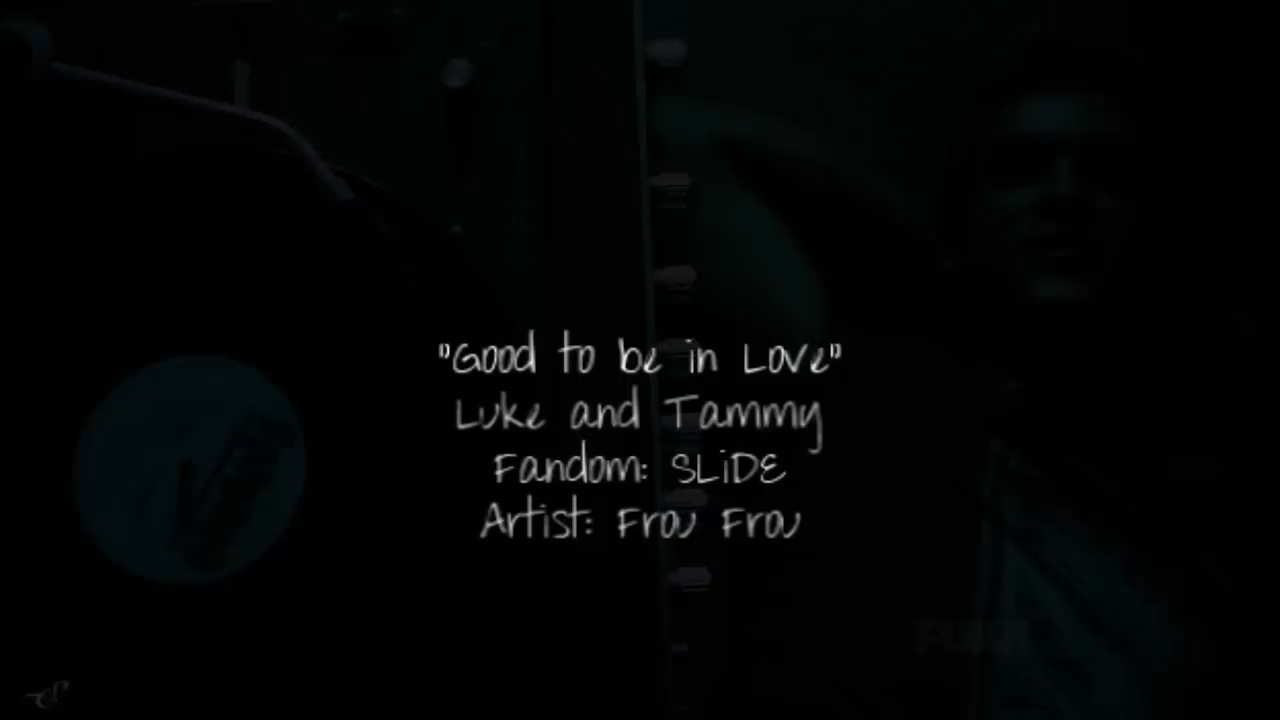 "Good to be in Love"
Luke and Tammy
Fandom: SLiDE
Artist: Frou Frou